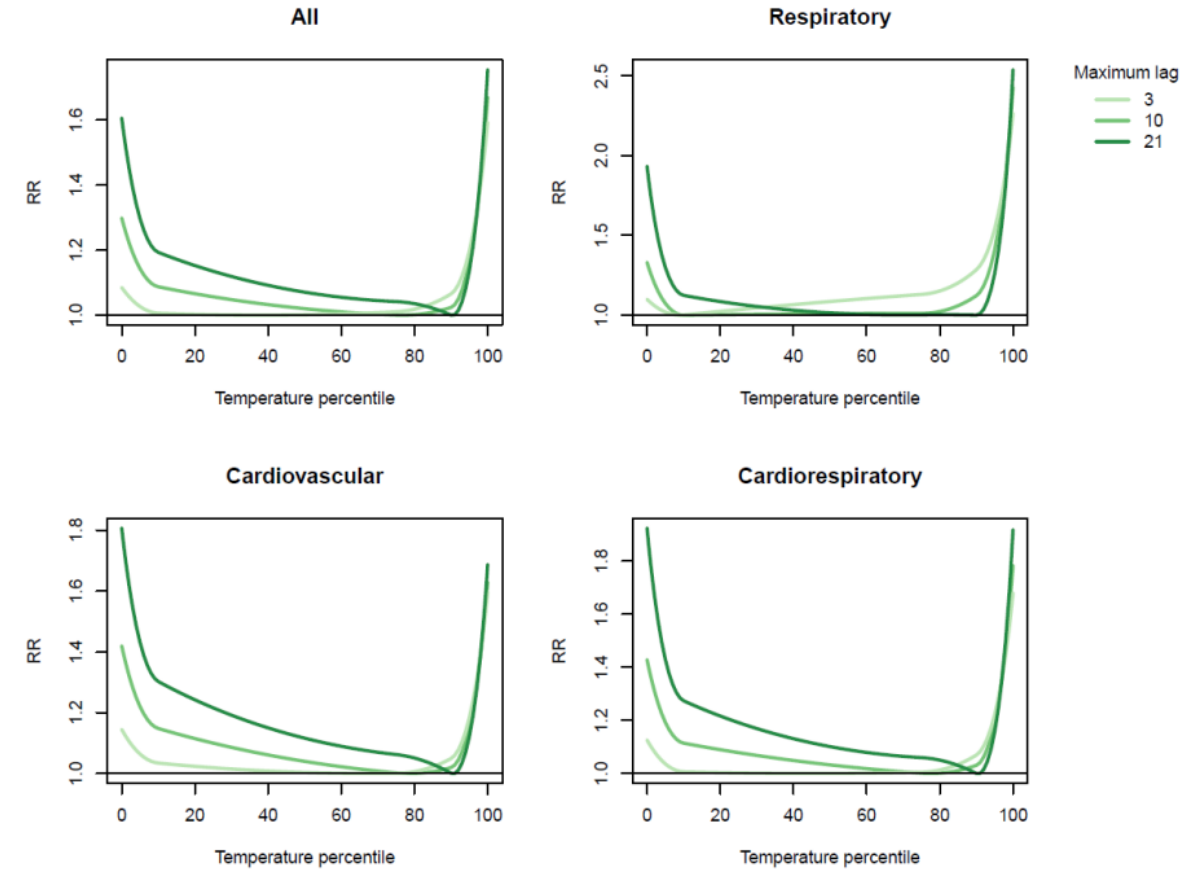 All
RR
1.0 1.2 1.4 1.6
0 20 40 60 80 100
Temperature percentile
Respiratory
RR
1.0 1.5 2.0 2.5
0 20 40 60 80 100
Temperature percentile
Maximum lag
3
10
21
Cardiovascular
RR
1.0 1.2 1.4 1.6 1.8
0 20 40 60 80 100
Temperature percentile
Cardiorespiratory
RR
1.0 1.2 1.4 1.6 1.8
0 20 40 60 80 100
Temperature percentile